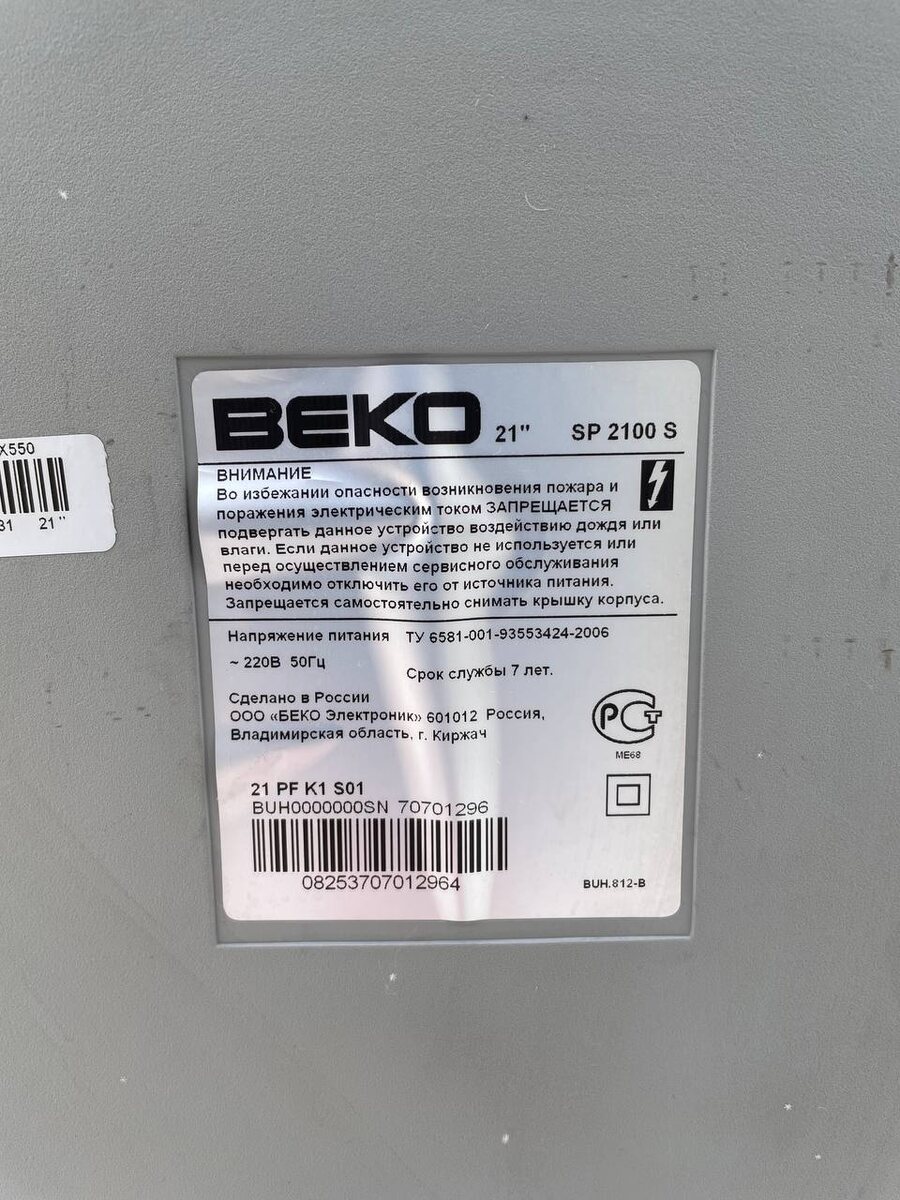 BEKO 21" SP 2100 S
ВНИМАНИЕ
Во избежании опасности возникновения пожара и
поражения электрическим током ЗАПРЕЩАЕТСЯ
подвергать данное устройство воздействию дождя или
влаги. Если данное устройство не используется или
перед осуществлением сервисного обслуживания
необходимо отключить его от источника питания.
Запрещается самостоятельно снимать крышку корпуса.
Напряжение питания ТУ 6581-001-93553424-2006
~ 220В 50Гц
Срок службы 7 лет.
Сделано в России
ООО «БЕКО Электроник» 601012 Россия,
Владимирская область, г. Киржач
РСТ
ME68
21 PF K1 S01
BUH0000000SN 70701296
08253707012964
BUH.812-B
X550
31 21"